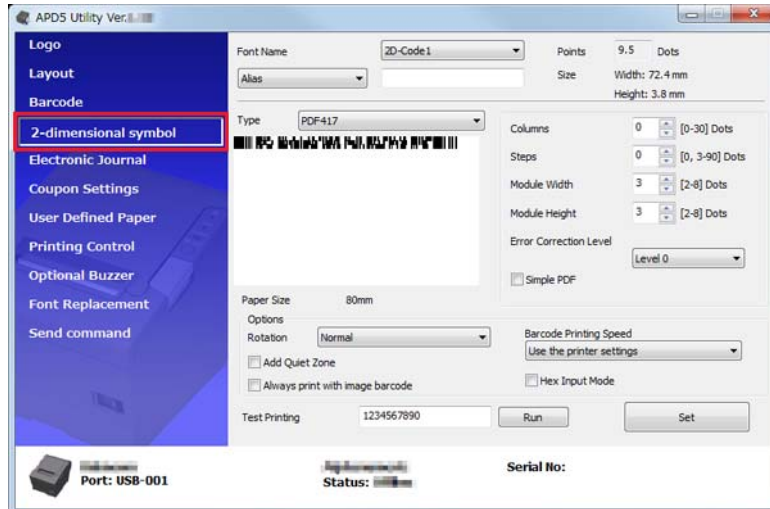 APD5 Utility Ver.
Logo
Layout
Barcode
2-dimensional symbol
Electronic Journal
Coupon Settings
User Defined Paper
Printing Control
Optional Buzzer
Font Replacement
Send command
Font Name 2D-Code1 Points 9.5 Dots
Alias Size Width: 72.4 mm
Height: 3.8 mm
Type PDF417
Columns 0 [0-30] Dots
Steps 0 [0, 3-90] Dots
Module Width 3 [2-8] Dots
Module Height 3 [2-8] Dots
Error Correction Level
Level 0
Simple PDF
Paper Size 80mm
Options
Rotation Normal
Add Quiet Zone
Always print with image barcode
Barcode Printing Speed
Use the printer settings
Hex Input Mode
Test Printing 1234567890 Run Set
Port: USB-001
Status:
Serial No: